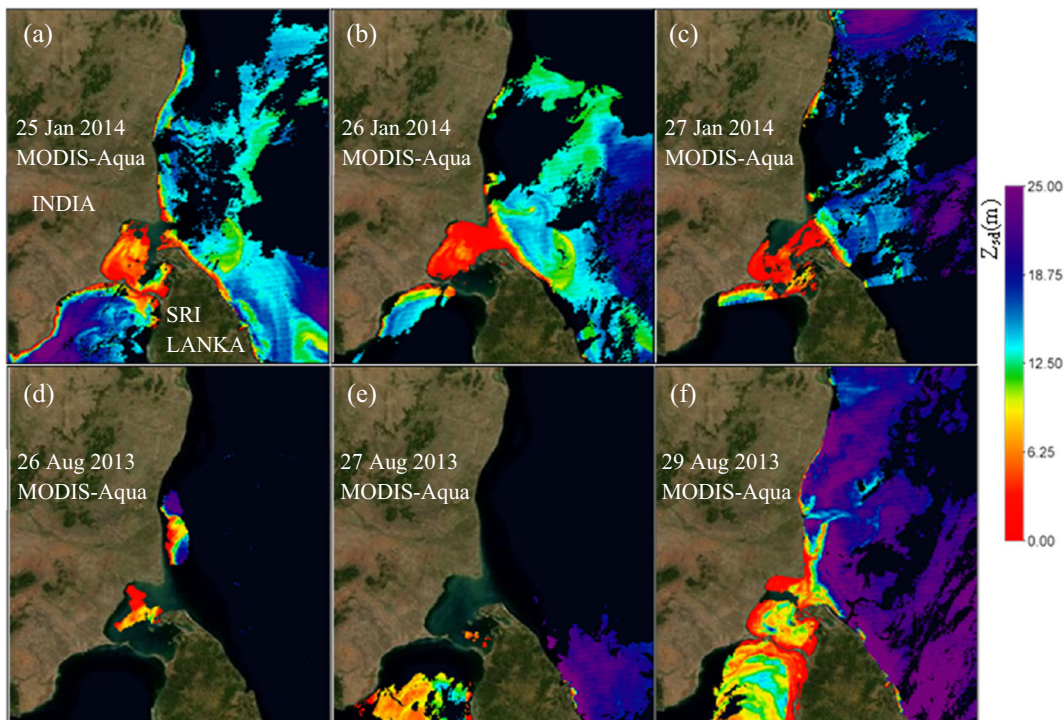 (a)
(b)
(c)
25 Jan 2014
MODIS-Aqua
26 Jan 2014
MODIS-Aqua
27 Jan 2014
MODIS-Aqua
INDIA
SRI
LANKA
(d)
(e)
(f)
26 Aug 2013
MODIS-Aqua
27 Aug 2013
MODIS-Aqua
29 Aug 2013
MODIS-Aqua
25.00
18.75
12.50
6.25
0.00
Zsd(m)